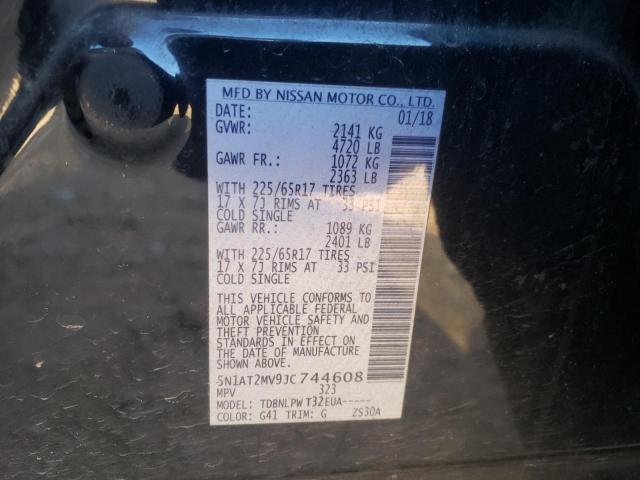 MFD BY NISSAN MOTOR CO., LTD.
DATE: 01/18
GVWR: 2141 KG
4720 LB
GAWR FR.: 1072 KG
2363 LB
WITH 225/65R17 TIRES
17 X 7J RIMS AT 33 PSI
COLD SINGLE
GAWR RR.: 1089 KG
2401 LB
WITH 225/65R17 TIRES
17 X 7J RIMS AT 33 PSI
COLD SINGLE
THIS VEHICLE CONFORMS TO
ALL APPLICABLE FEDERAL
MOTOR VEHICLE SAFETY AND
THEFT PREVENTION
STANDARDS IN EFFECT ON
THE DATE OF MANUFACTURE
SHOWN ABOVE.
5N1AT2MV9JC744608
MPV 323
MODEL: TDBNLPWT32EUA-----
COLOR: G41 TRIM: G ZS30A